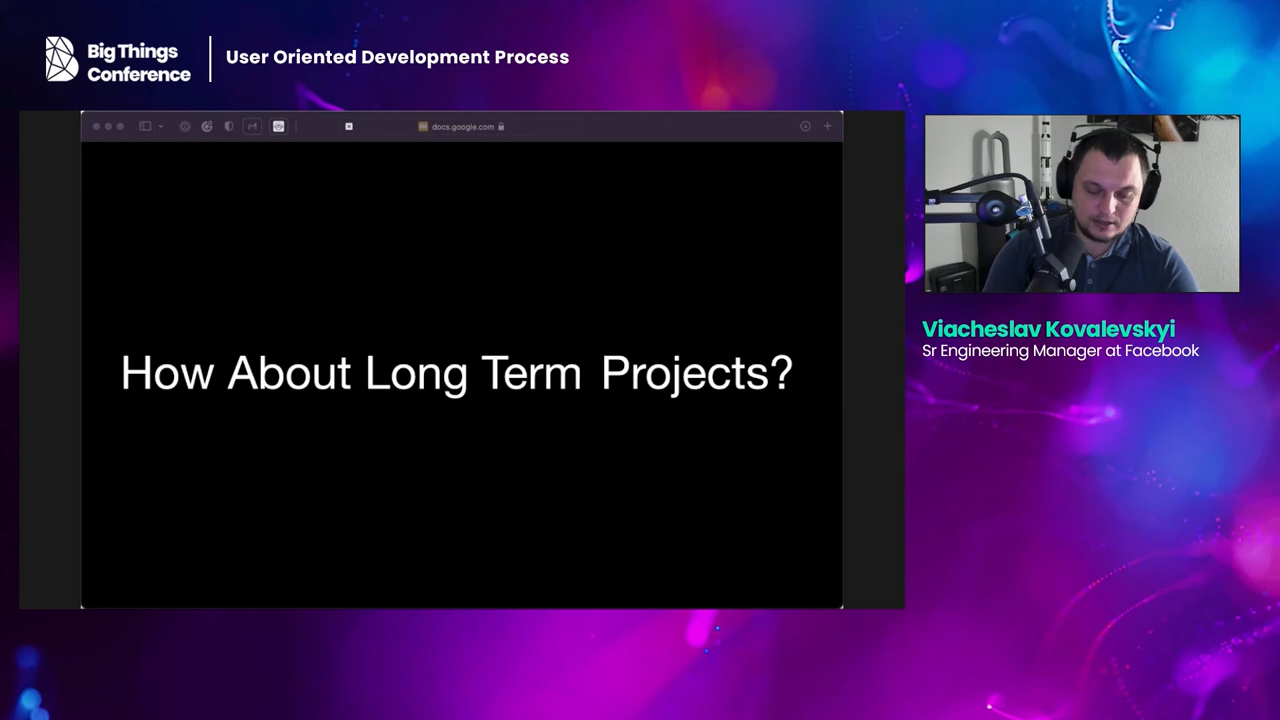 Big Things
Conference
User Oriented Development Process
docs.google.com
How About Long Term Projects?
Viacheslav Kovalevskyi
Sr Engineering Manager at Facebook